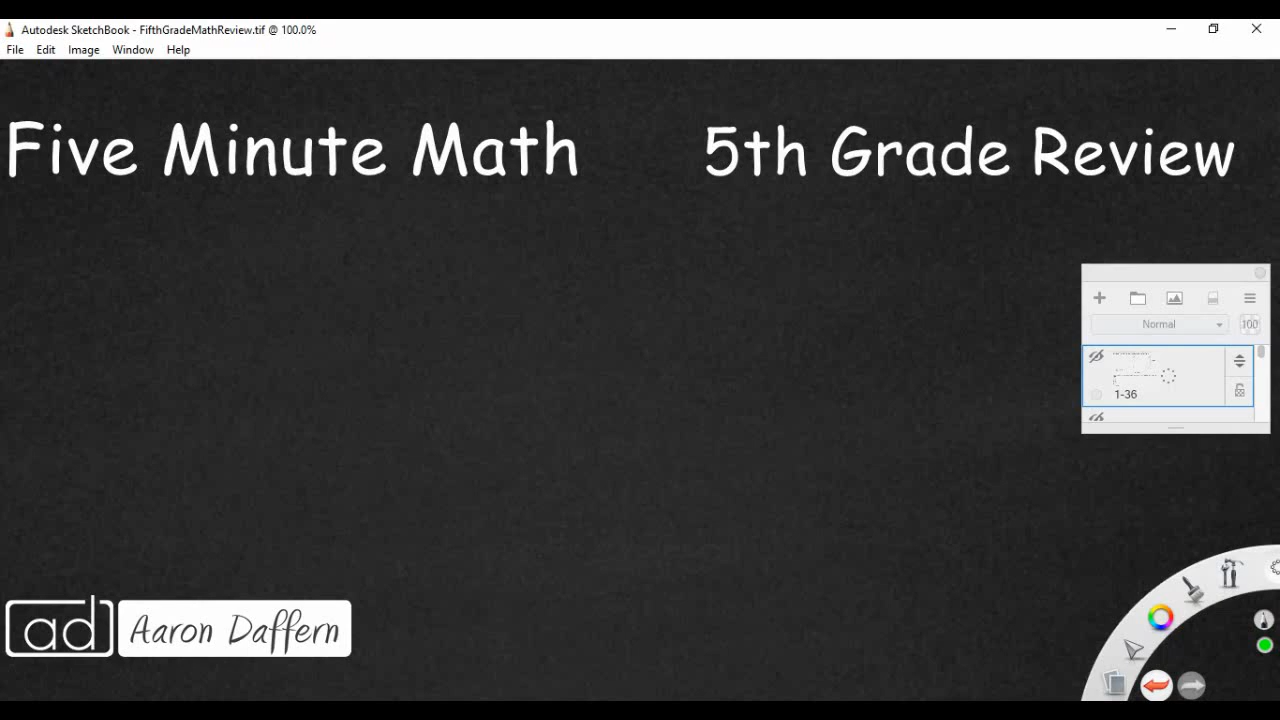 Autodesk SketchBook - FifthGradeMathReview.tif @ 100.0%
File Edit Image Window Help
Five Minute Math 5th Grade Review
Normal 100
1-36
ad Aaron Daffern